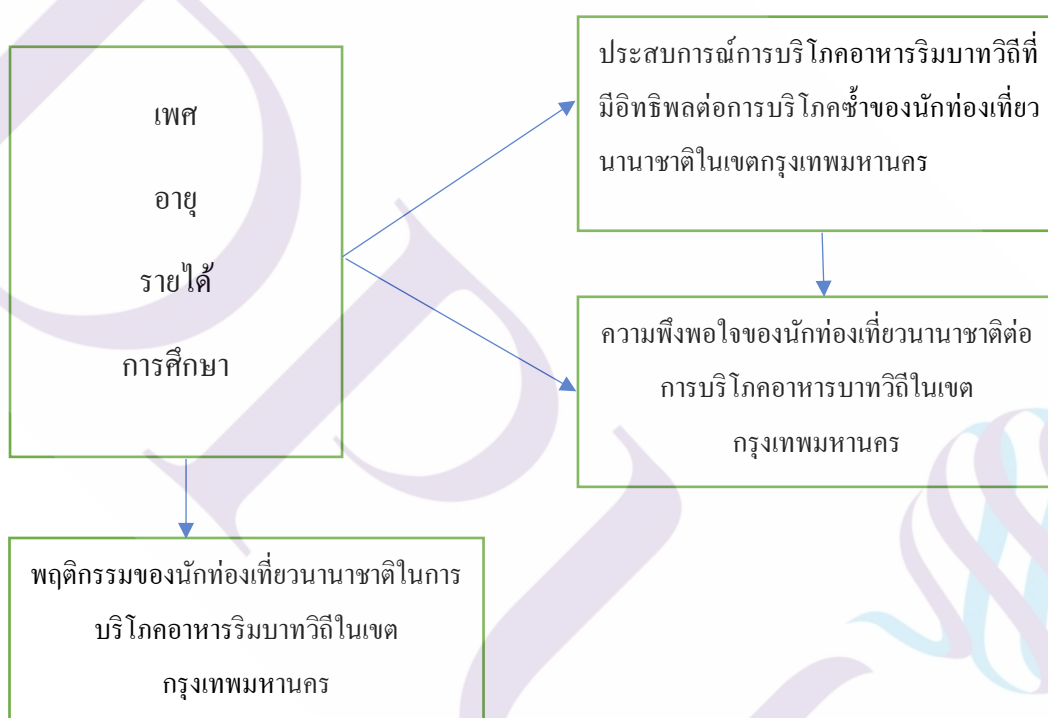 เพศ
อายุ
รายได้
การศึกษา
ประสบการณ์การบริโภคอาหารริมบาทวิถีที่
มีอิทธิพลต่อการบริโภคซ้ำของนักท่องเที่ยว
นานาชาติในเขตกรุงเทพมหานคร
ความพึงพอใจของนักท่องเที่ยวนานาชาติต่อ
การบริโภคอาหารบาทวิถีในเขต
กรุงเทพมหานคร
พฤติกรรมของนักท่องเที่ยวนานาชาติในการ
บริโภคอาหารริมบาทวิถีในเขต
กรุงเทพมหานคร